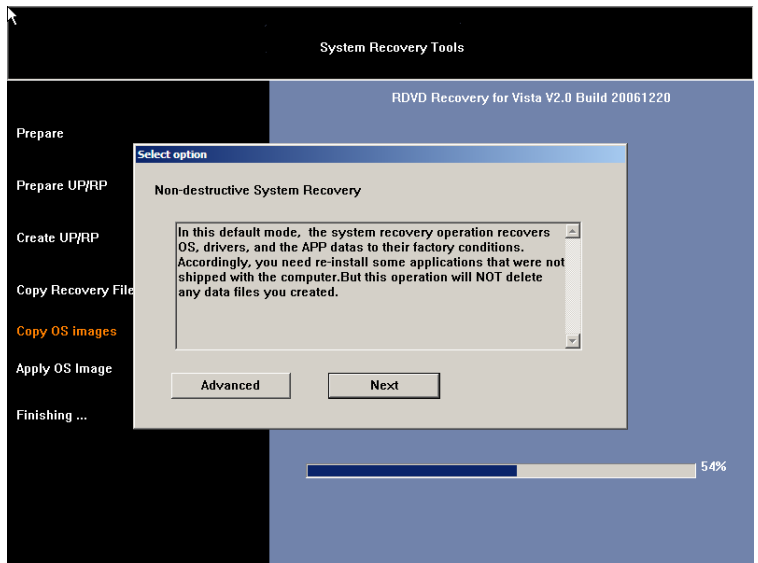 System Recovery Tools
RDVD Recovery for Vista V2.0 Build 20061220
Prepare
Prepare UP/RP
Create UP/RP
Copy Recovery File
Copy OS images
Apply OS Image
Finishing ...
Select option
Non-destructive System Recovery
In this default mode,  the system recovery operation recovers
OS, drivers, and the APP datas to their factory conditions.
Accordingly, you need re-install some applications that were not
shipped with the computer.But this operation will NOT delete
any data files you created.
Advanced
Next
54%